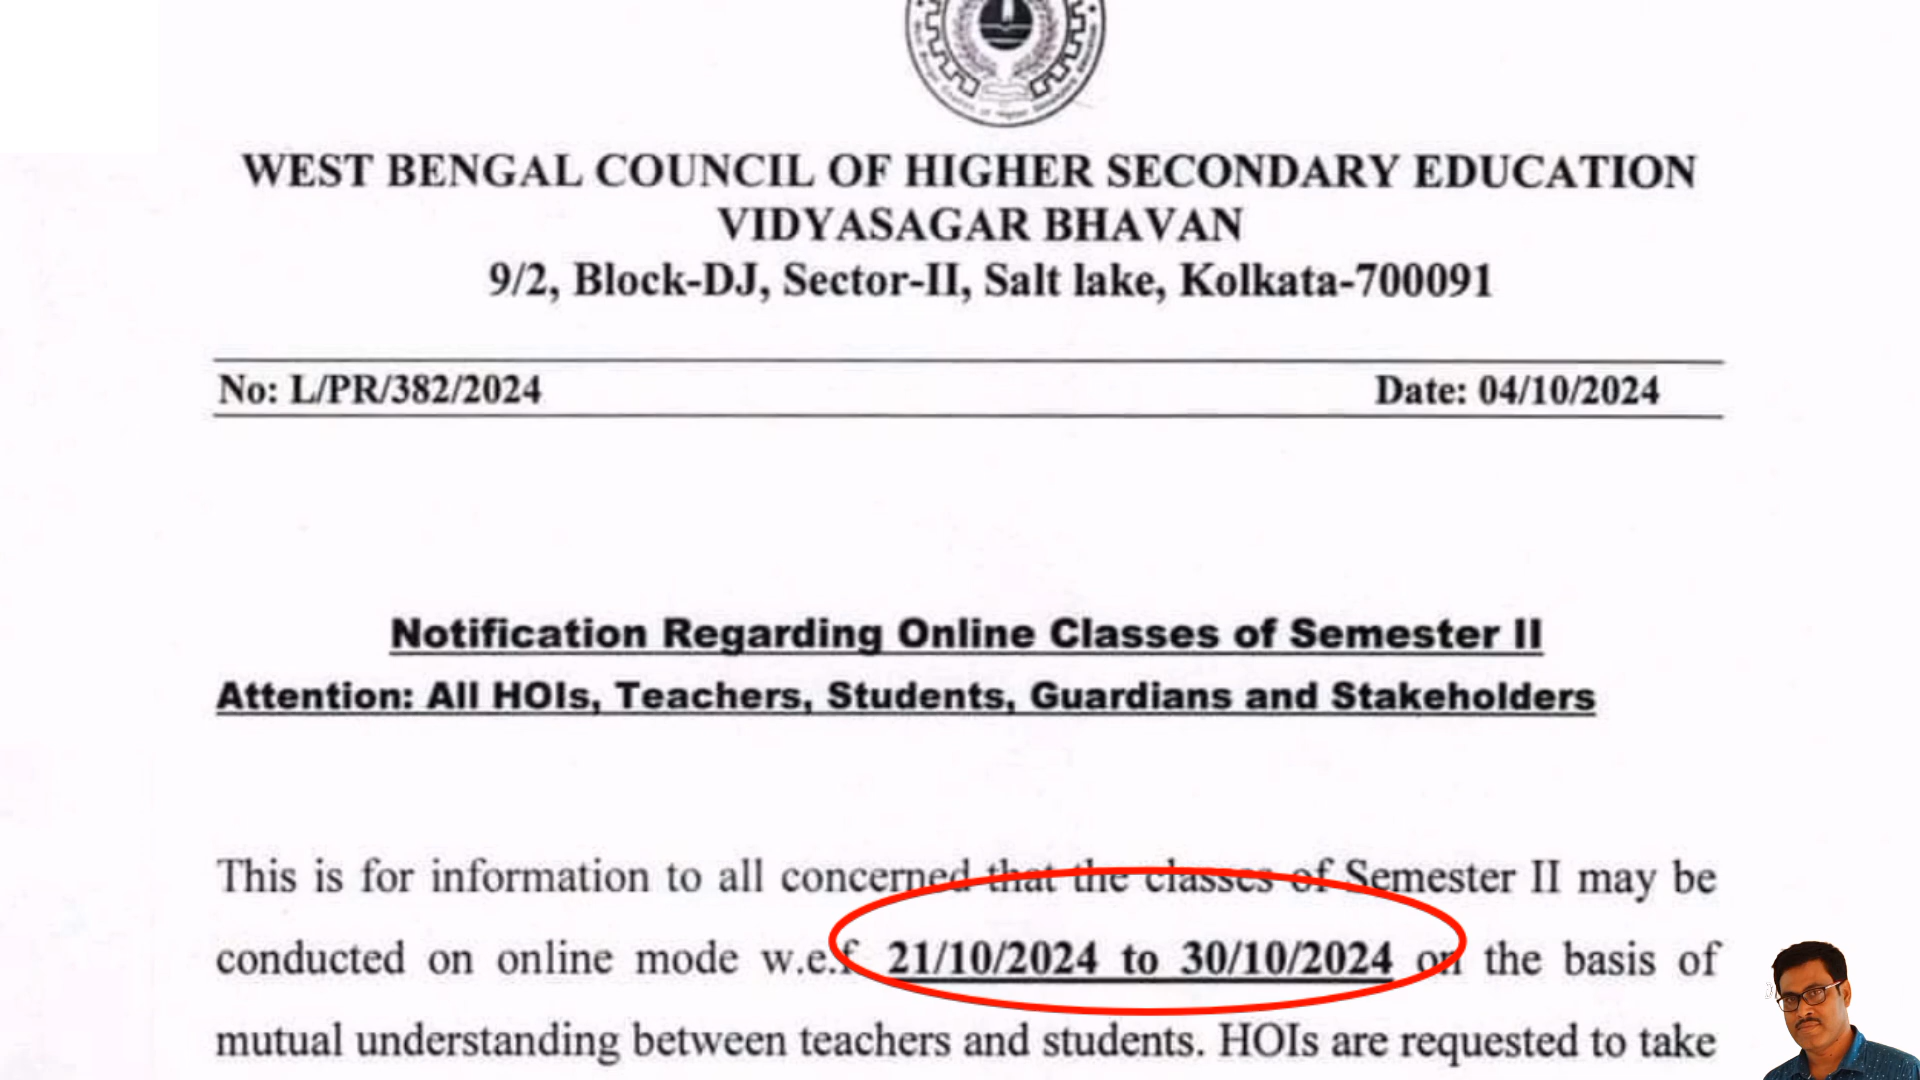 WEST BENGAL COUNCIL OF HIGHER SECONDARY EDUCATION
VIDYASAGAR BHAVAN
9/2, Block-DJ, Sector-II, Salt lake, Kolkata-700091
No: L/PR/382/2024 Date: 04/10/2024
Notification Regarding Online Classes of Semester II
Attention: All HOIs, Teachers, Students, Guardians and Stakeholders
This is for information to all concerned that the classes of Semester II may be
conducted on online mode w.e.f 21/10/2024 to 30/10/2024 on the basis of
mutual understanding between teachers and students. HOIs are requested to take